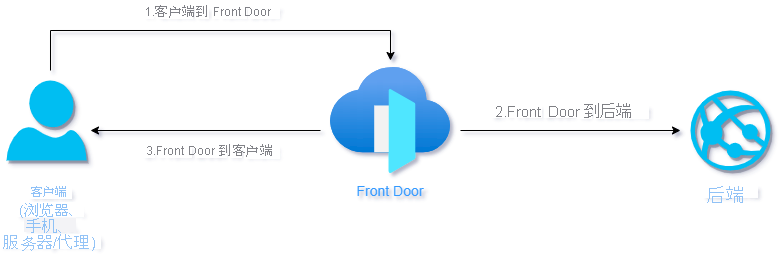 1.客户端到 Front Door
2.Front Door 到后端
3.Front Door 到客户端
Front Door
客户端
(浏览器、
手机、
服务器/代理)
后端